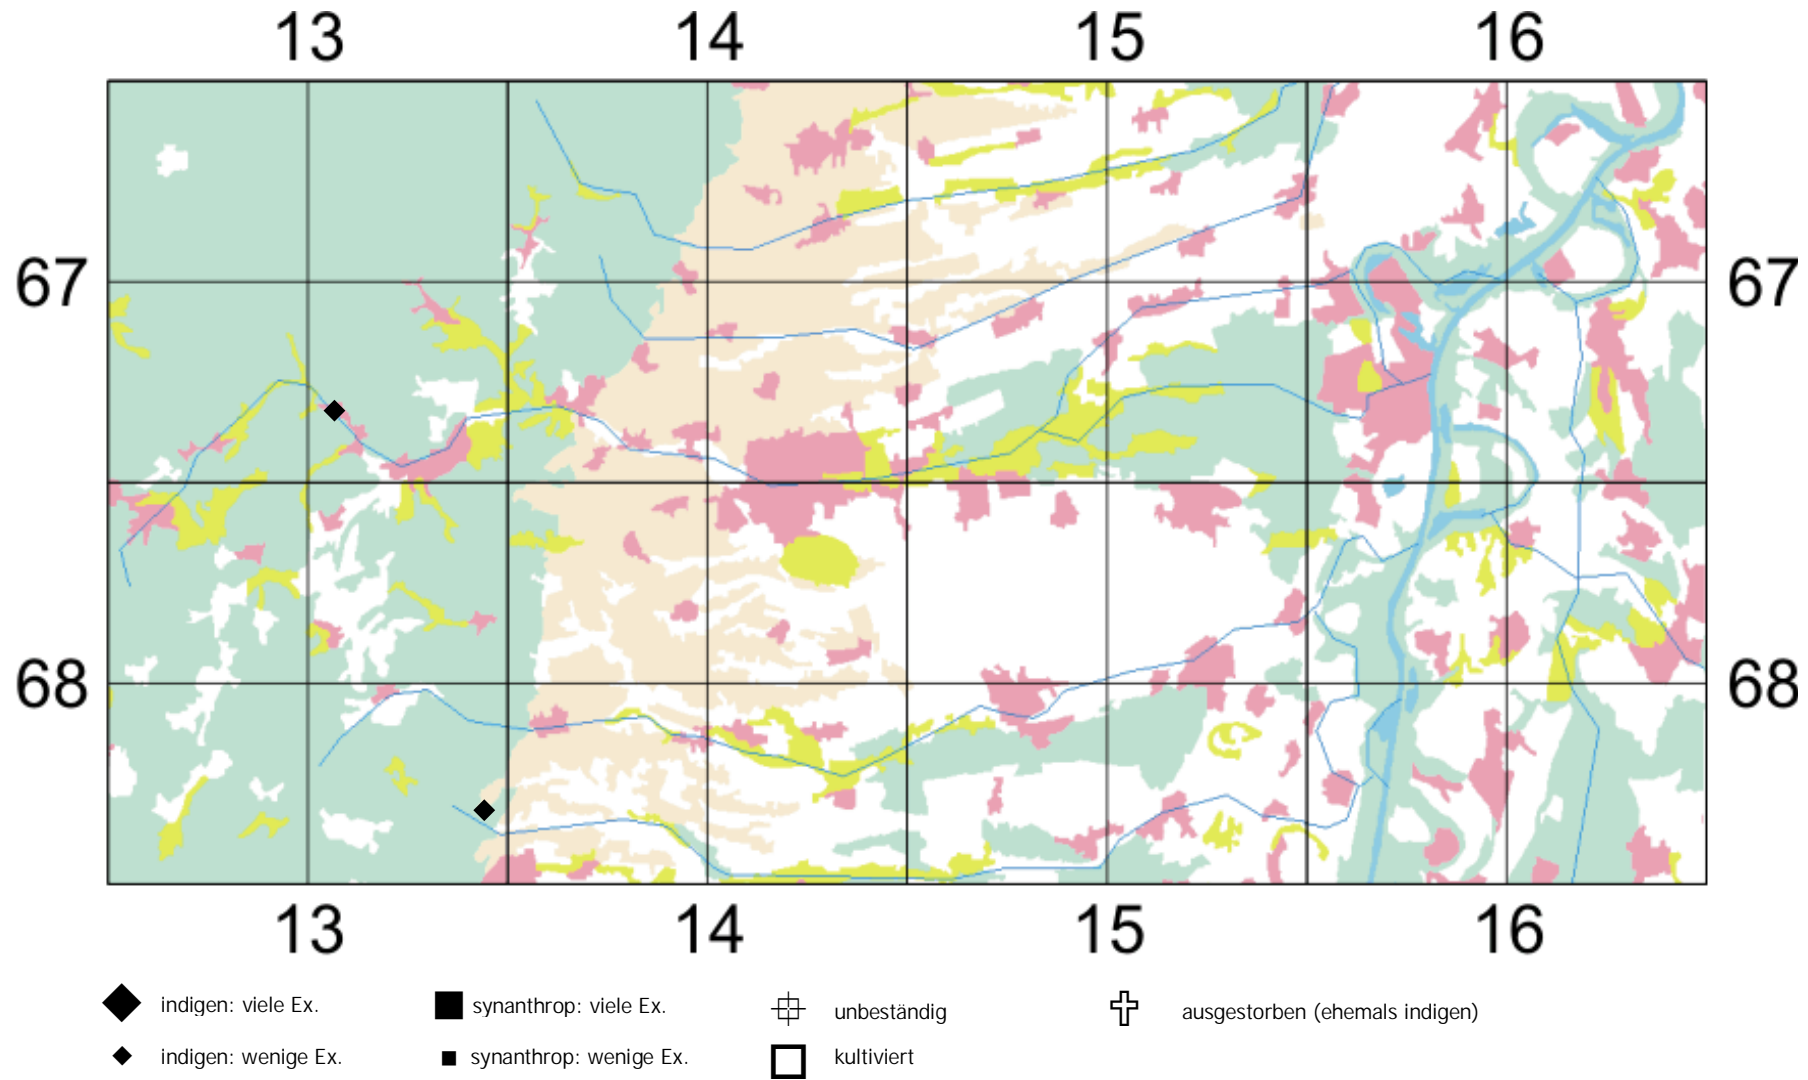 13 14 15 16
67 67
68 68
13 14 15 16
indigen: viele Ex. synanthrop: viele Ex. unbeständig ausgestorben (ehemals indigen)
indigen: wenige Ex. synanthrop: wenige Ex. kultiviert